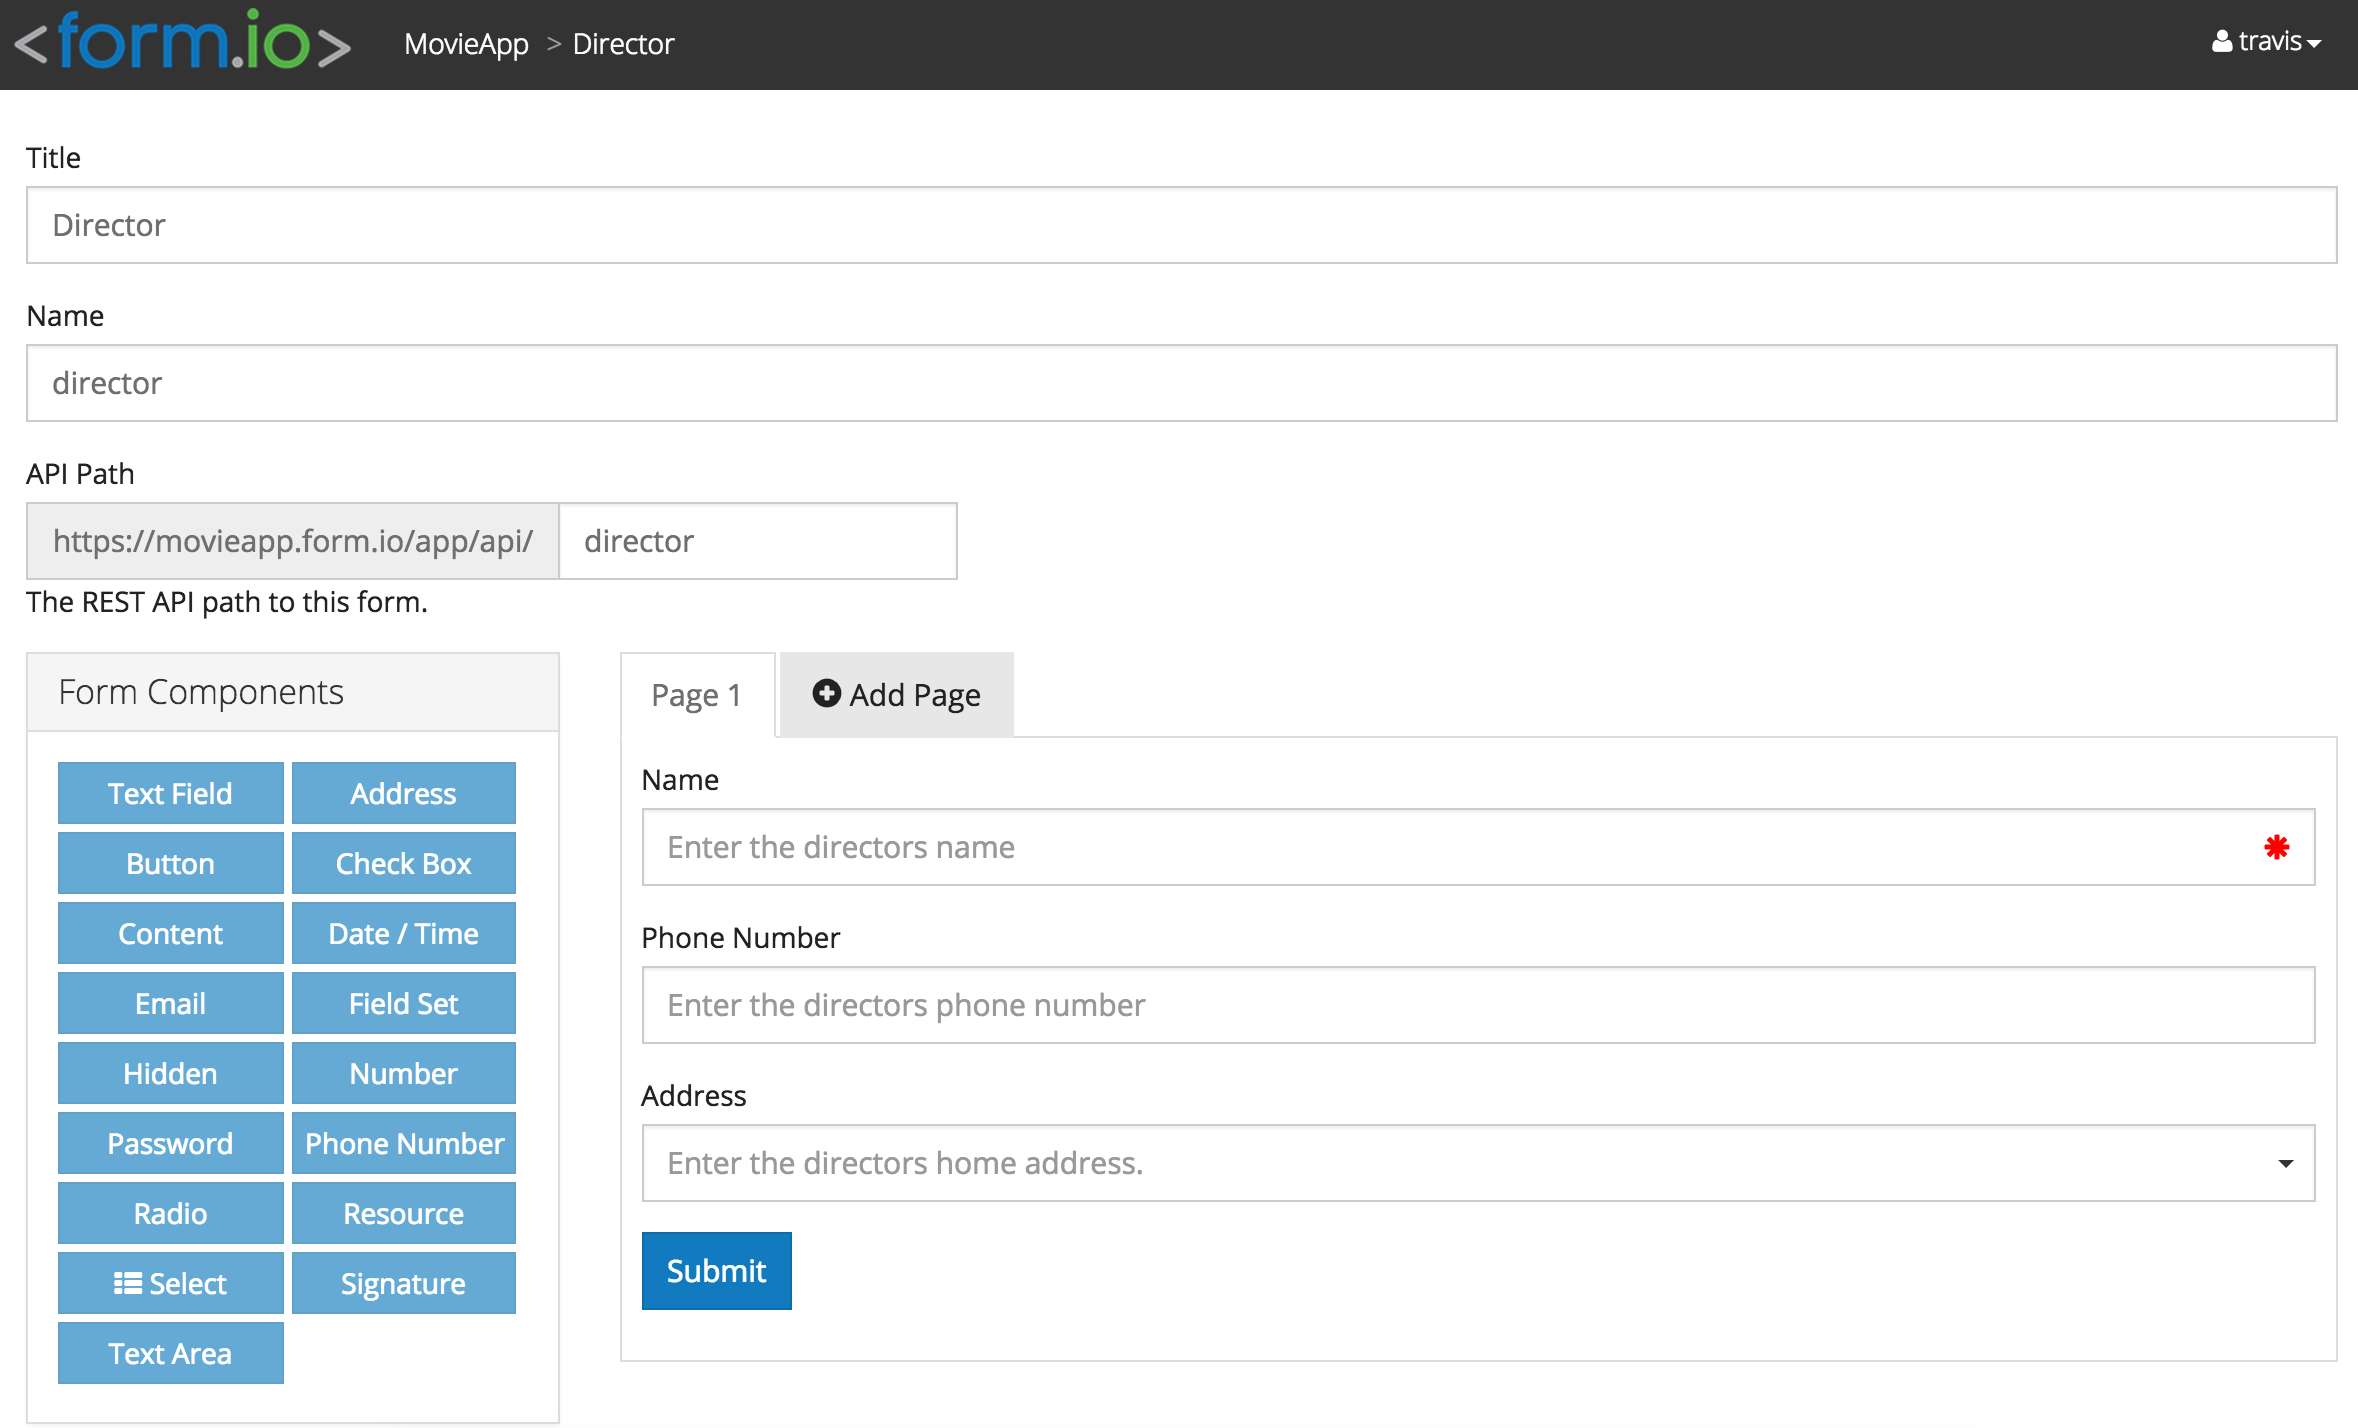 <form.io> MovieApp > Director travis
Title
Director
Name
director
API Path
https://movieapp.form.io/app/api/ director
The REST API path to this form.
Form Components
Text Field Address
Button Check Box
Content Date / Time
Email Field Set
Hidden Number
Password Phone Number
Radio Resource
Select Signature
Text Area
Page 1 Add Page
Name
Enter the directors name
Phone Number
Enter the directors phone number
Address
Enter the directors home address.
Submit